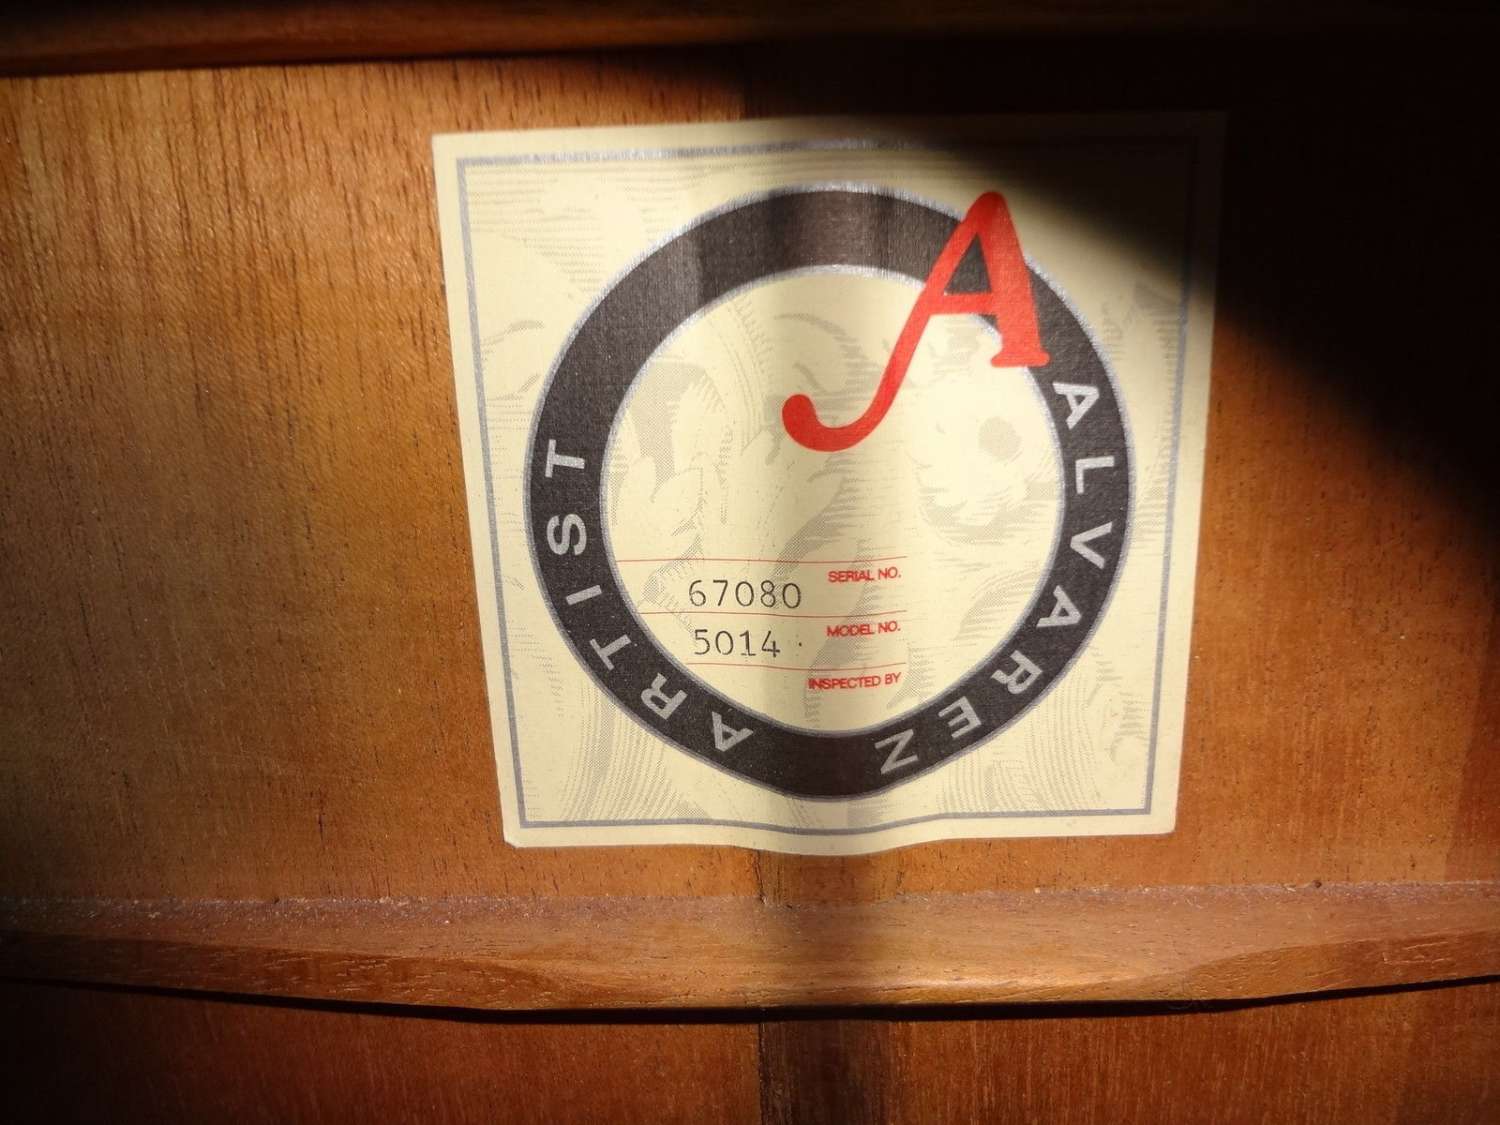 A
ALVAREZ
ARTIST
SERIAL NO.
67080
MODEL NO.
5014
INSPECTED BY